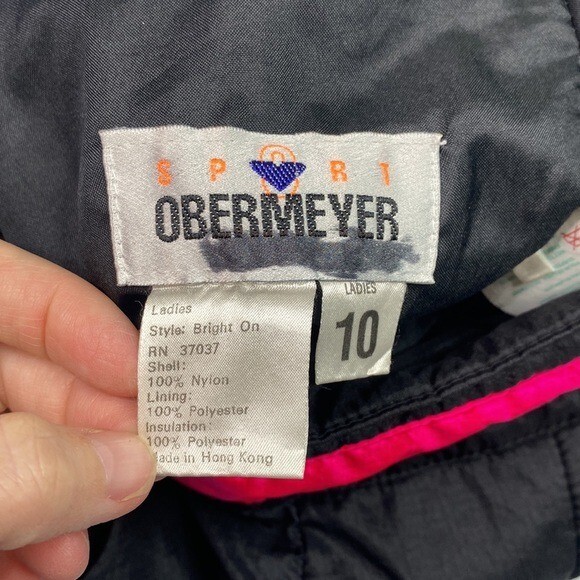 SPORT
OBERMEYER
LADIES
10
Ladies
Style: Bright On
RN 37037
Shell:
100% Nylon
Lining:
100% Polyester
Insulation:
100% Polyester
Made in Hong Kong